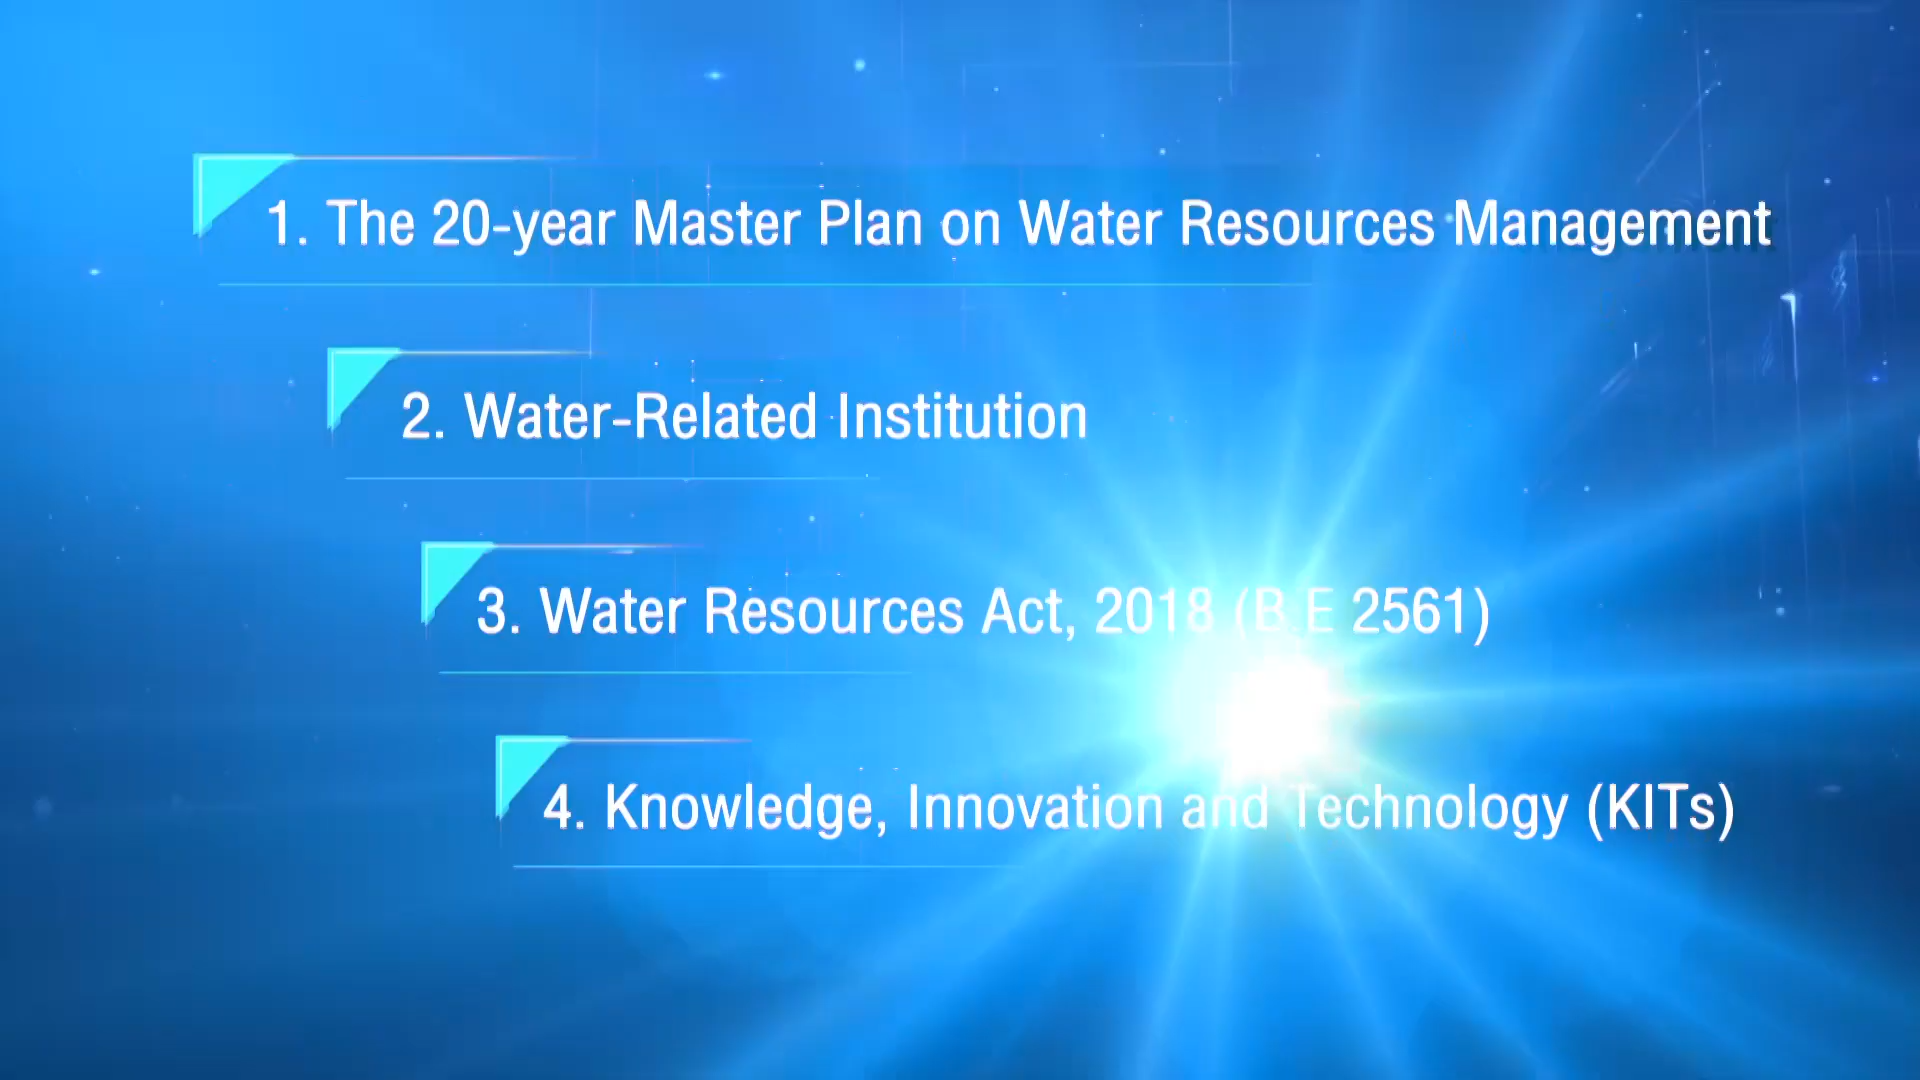 1. The 20-year Master Plan on Water Resources Management
2. Water-Related Institution
3. Water Resources Act, 2018 (B.E 2561)
4. Knowledge, Innovation and Technology (KITs)